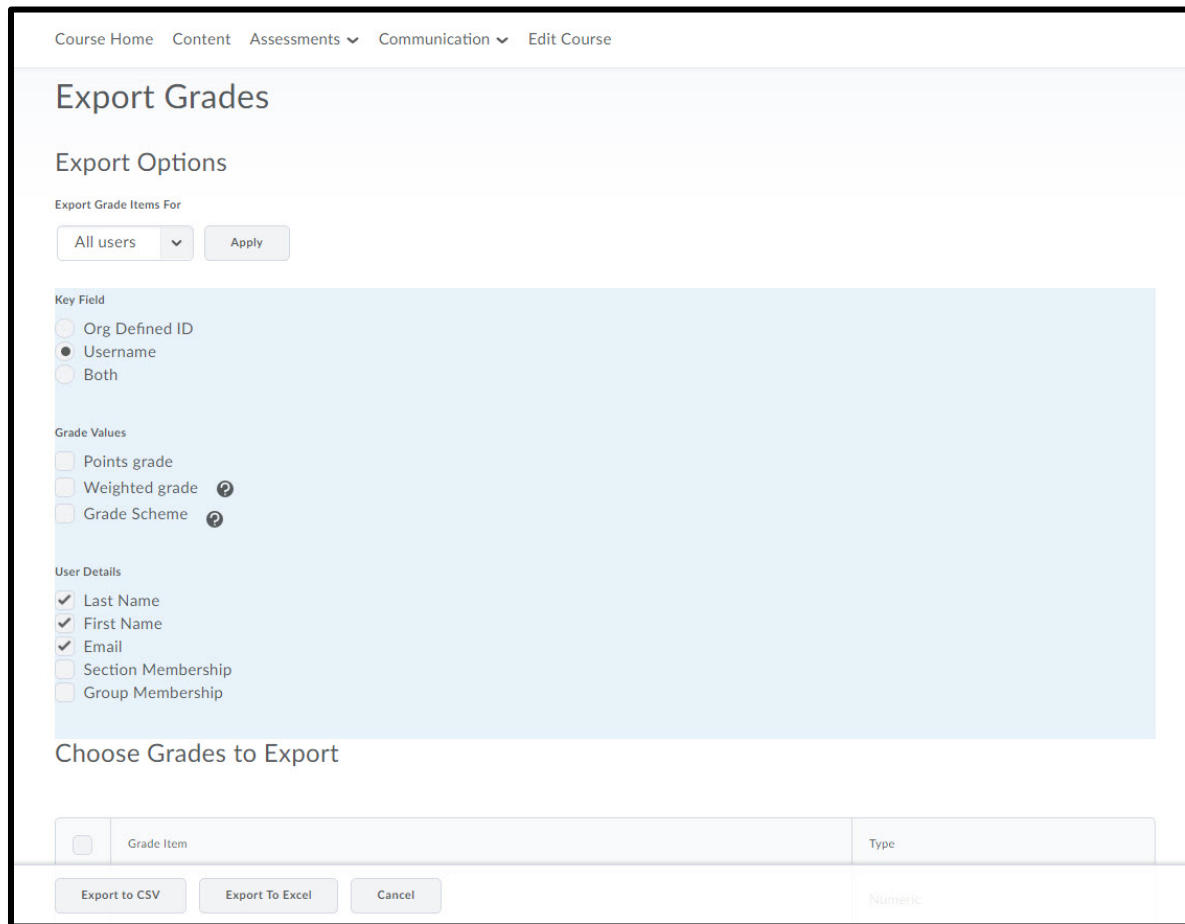 Course Home Content Assessments Communication Edit Course
Export Grades
Export Options
Export Grade Items For
All users Apply
Key Field
Org Defined ID
Username
Both
Grade Values
Points grade
Weighted grade ?
Grade Scheme ?
User Details
Last Name
First Name
Email
Section Membership
Group Membership
Choose Grades to Export
Grade Item Type
Export to CSV Export To Excel Cancel Numeric